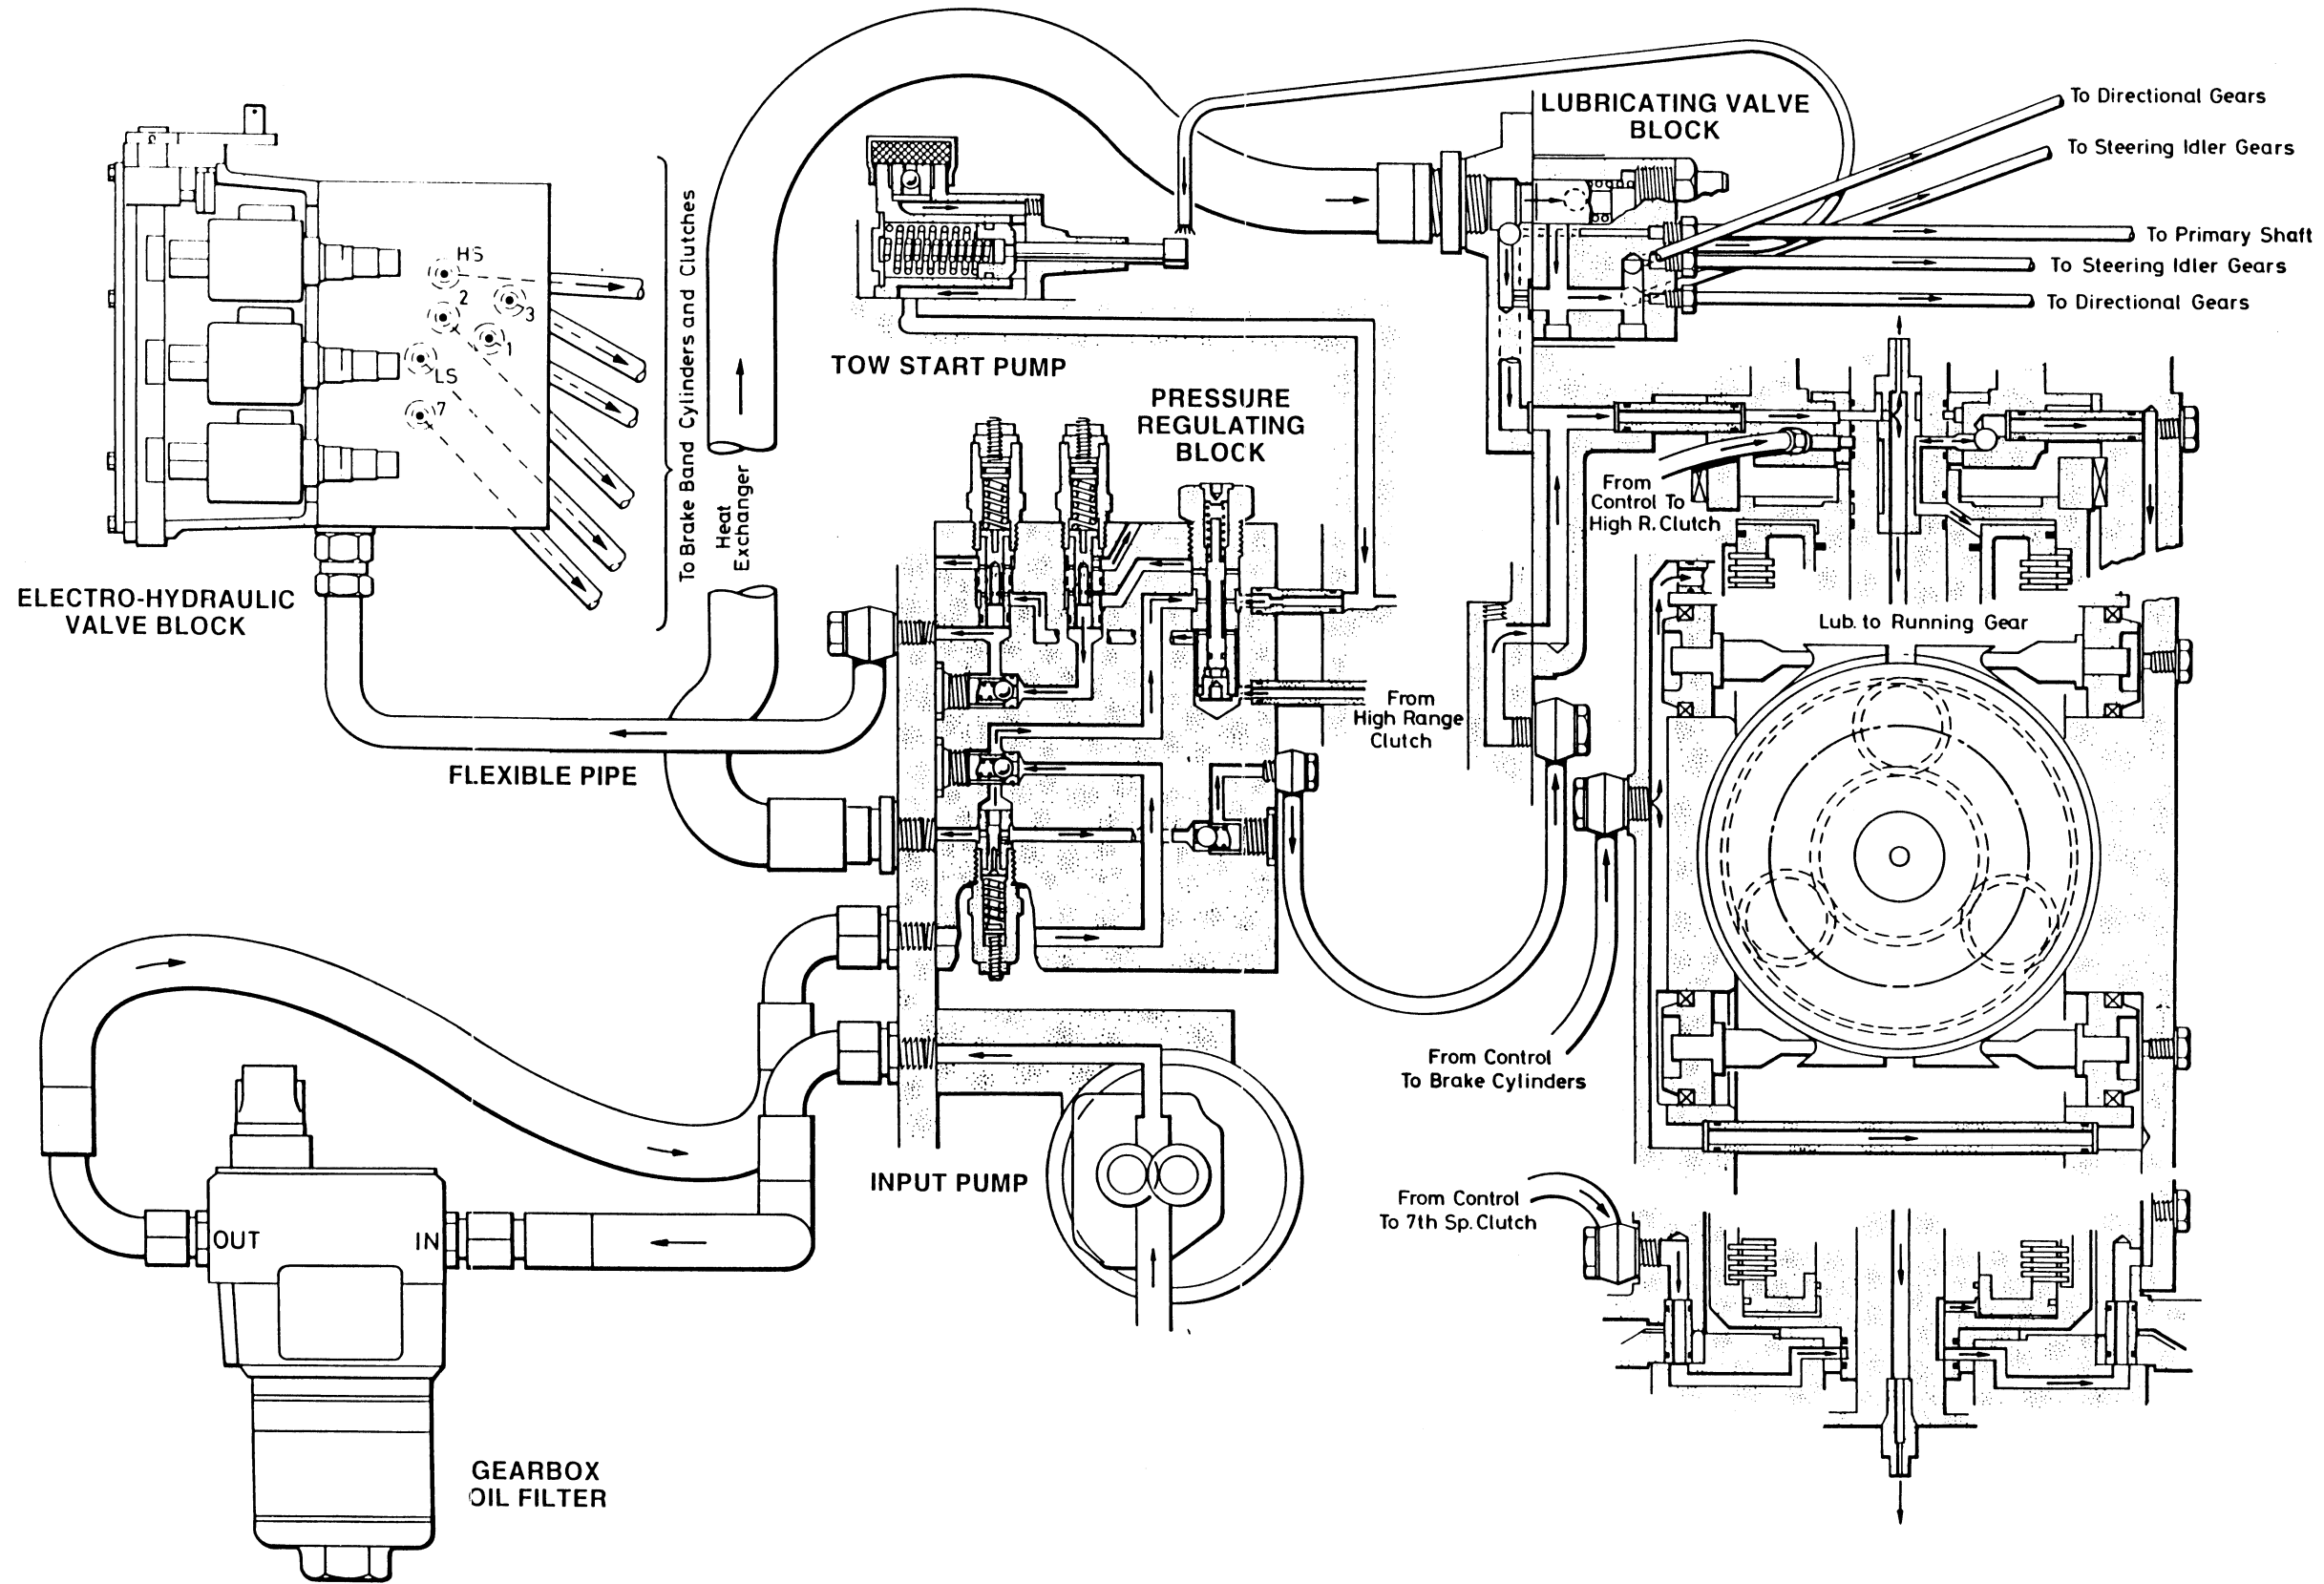 LUBRICATING VALVE
BLOCK
To Directional Gears
To Steering Idler Gears
To Primary Shaft
To Steering Idler Gears
To Directional Gears
HS
2
3
1
LS
7
To Brake Band Cylinders and Clutches
Heat
Exchanger
TOW START PUMP
PRESSURE
REGULATING
BLOCK
From
Control To
High R. Clutch
ELECTRO-HYDRAULIC
VALVE BLOCK
Lub. to Running Gear
From
High Range
Clutch
FLEXIBLE PIPE
From Control
To Brake Cylinders
INPUT PUMP
From Control
To 7th Sp. Clutch
OUT
IN
GEARBOX
OIL FILTER